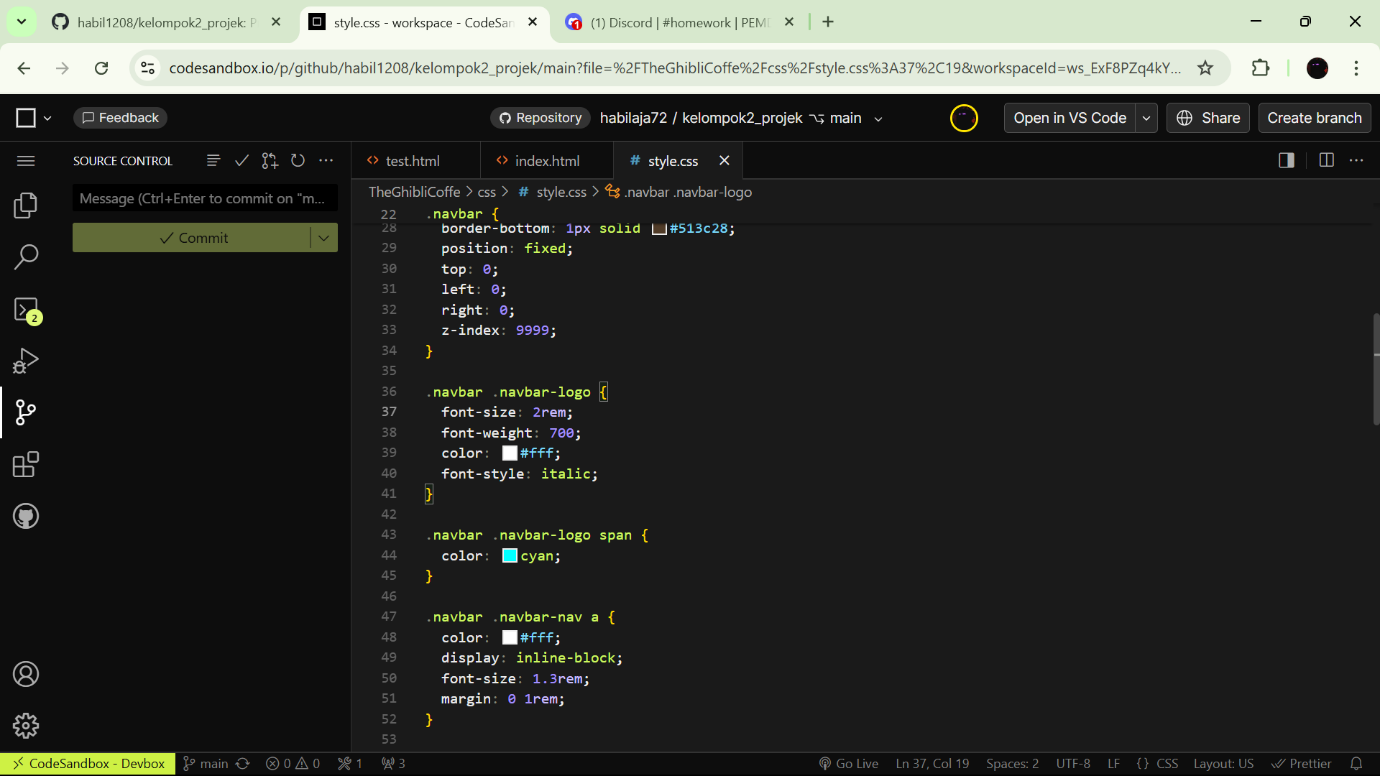 habil1208/kelompok2_projek: P
style.css - workspace - CodeSan
(1) Discord | #homework | PEMI
codesandbox.io/p/github/habil1208/kelompok2_projek/main?file=%2FTheGhibliCoffe%2Fcss%2Fstyle.css%3A37%2C19&workspaceId=ws_ExF8PZq4kY...
Feedback
Repository
habilaja72 / kelompok2_projek main
Open in VS Code
Share
Create branch
SOURCE CONTROL
Message (Ctrl+Enter to commit on "m...
Commit
2
test.html
index.html
# style.css
TheGhibliCoffe > css > # style.css > .navbar .navbar-logo
22 .navbar {
28 border-bottom: 1px solid #513c28;
29 position: fixed;
30 top: 0;
31 left: 0;
32 right: 0;
33 z-index: 9999;
34 }
35
36 .navbar .navbar-logo {
37 font-size: 2rem;
38 font-weight: 700;
39 color: #fff;
40 font-style: italic;
41 }
42
43 .navbar .navbar-logo span {
44 color: cyan;
45 }
46
47 .navbar .navbar-nav a {
48 color: #fff;
49 display: inline-block;
50 font-size: 1.3rem;
51 margin: 0 1rem;
52 }
53
CodeSandbox - Devbox
main
0 0
1
3
Go Live
Ln 37, Col 19
Spaces: 2
UTF-8
LF
{ } CSS
Layout: US
Prettier